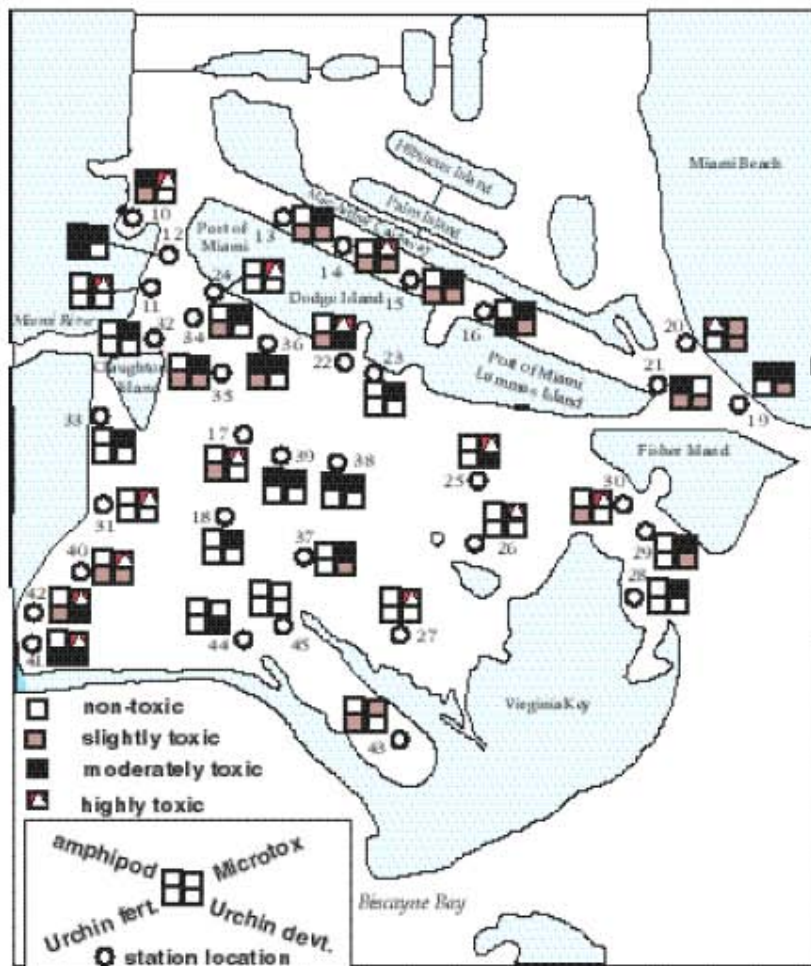 Hibiscus Island
Miami Beach
10
Palm Island
13
Port of
Miami
12
14
24
Dodge Island
15
11
Miami River
16
20
32
34
36
22
23
21
Port of Miami
Lummus Island
Island
35
19
33
17
39
38
Fisher Island
25
30
31
18
37
26
29
40
28
42
44
45
27
41
Virginia Key
43
non-toxic
slightly toxic
moderately toxic
highly toxic
amphipod
Microtox
Urchin fert.
Urchin devt.
station location
Biscayne Bay